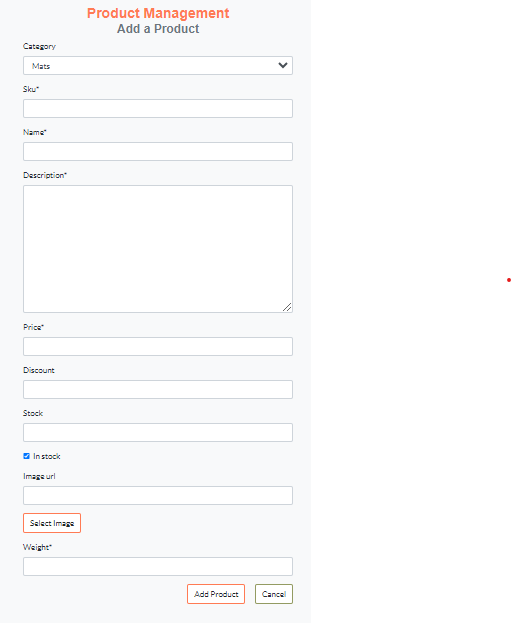 Product Management
Add a Product
Category
Mats
Sku*
Name*
Description*
Price*
Discount
Stock
In stock
Image url
Select Image
Weight*
Add Product Cancel